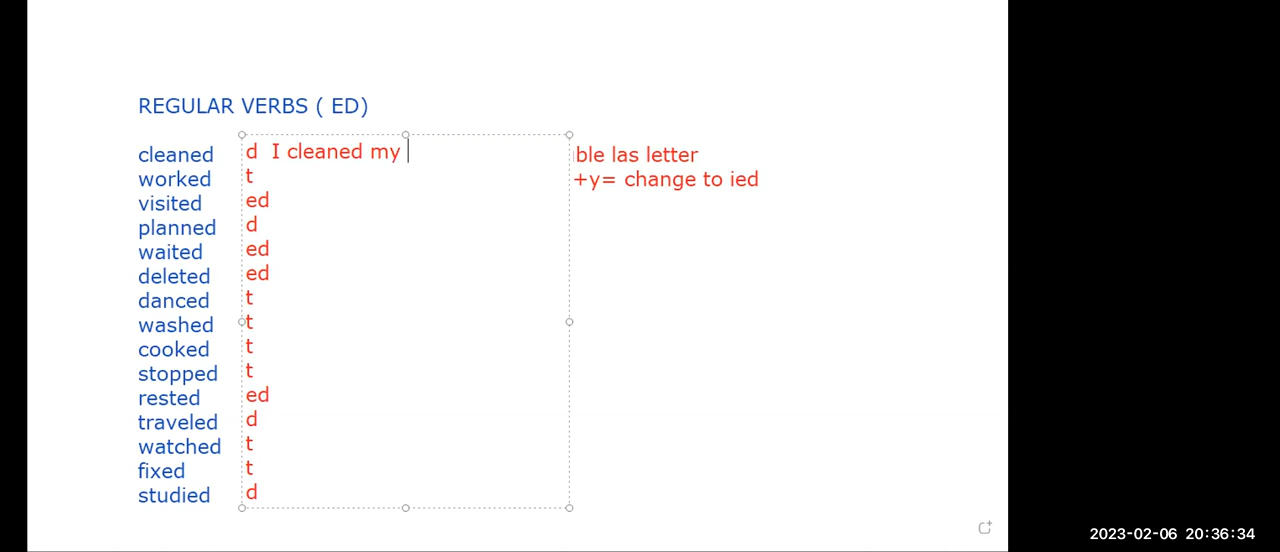 REGULAR VERBS ( ED)
cleaned d I cleaned my ble las letter
worked t +y= change to ied
visited ed
planned d
waited ed
deleted ed
danced t
washed t
cooked t
stopped t
rested ed
traveled d
watched t
fixed t
studied d
2023-02-06 20:36:34